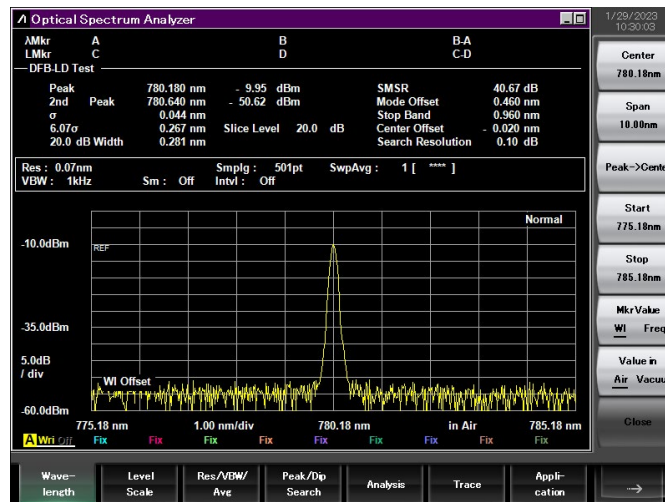 Optical Spectrum Analyzer
1/29/2023
10:30:03
λMkr A B B-A
LMkr C D C-D
DFB-LD Test
Peak 780.180 nm - 9.95 dBm SMSR 40.67 dB
2nd Peak 780.640 nm - 50.62 dBm Mode Offset 0.460 nm
σ 0.044 nm Stop Band 0.960 nm
6.07σ 0.267 nm Slice Level 20.0 dB Center Offset - 0.020 nm
20.0 dB Width 0.281 nm Search Resolution 0.10 dB
Res : 0.07nm Smplg : 501pt SwpAvg : 1 [ **** ]
VBW : 1kHz Sm : Off Intvl : Off
Normal
-10.0dBm
REF
-35.0dBm
5.0dB
/ div
Wl Offset
-60.0dBm
775.18 nm 1.00 nm/div 780.18 nm in Air 785.18 nm
A Wri Off Fix Fix Fix Fix Fix Fix Fix Fix Fix
Center
780.18nm
Span
10.00nm
Peak->Cente
Start
775.18nm
Stop
785.18nm
MkrValue
Wl Freq
Value in
Air Vacuu
Close
Wave-
length
Level
Scale
Res/VBW/
Avg
Peak/Dip
Search
Analysis
Trace
Appli-
cation